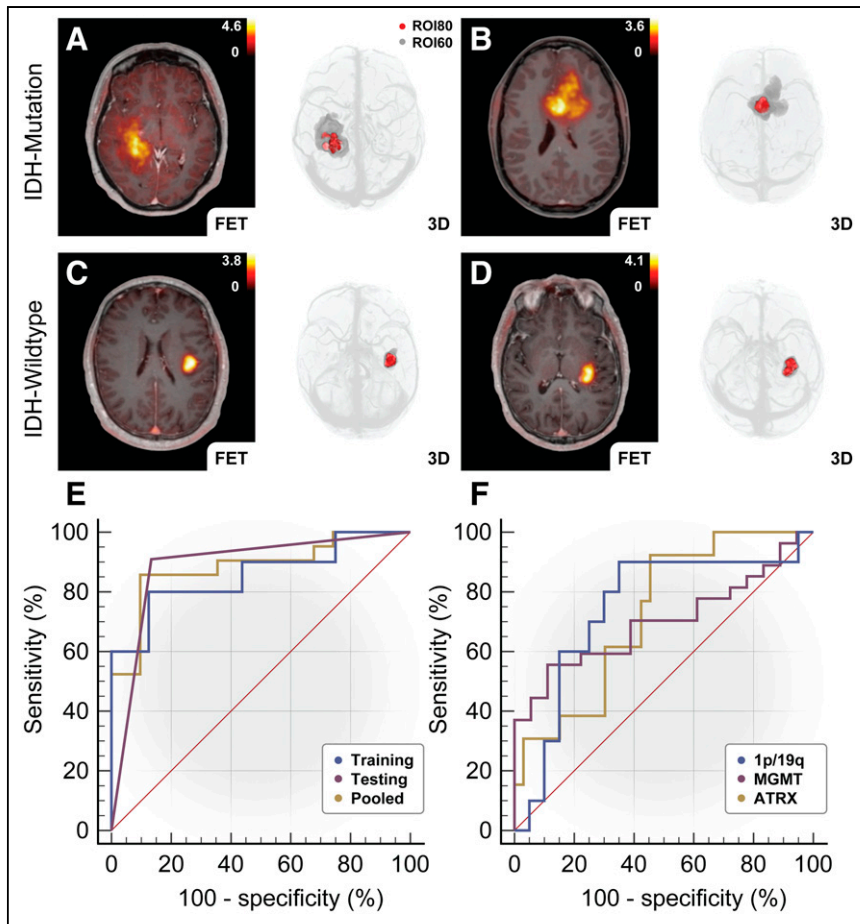 IDH-Mutation
A
4.6
0
FET
ROI80
ROI60
3D
B
3.6
0
FET
3D
IDH-Wildtype
C
3.8
0
FET
3D
D
4.1
0
FET
3D
E
Sensitivity (%)
100
80
60
40
20
0
Training
Testing
Pooled
0 20 40 60 80 100
100 - specificity (%)
F
Sensitivity (%)
100
80
60
40
20
0
1p/19q
MGMT
ATRX
0 20 40 60 80 100
100 - specificity (%)